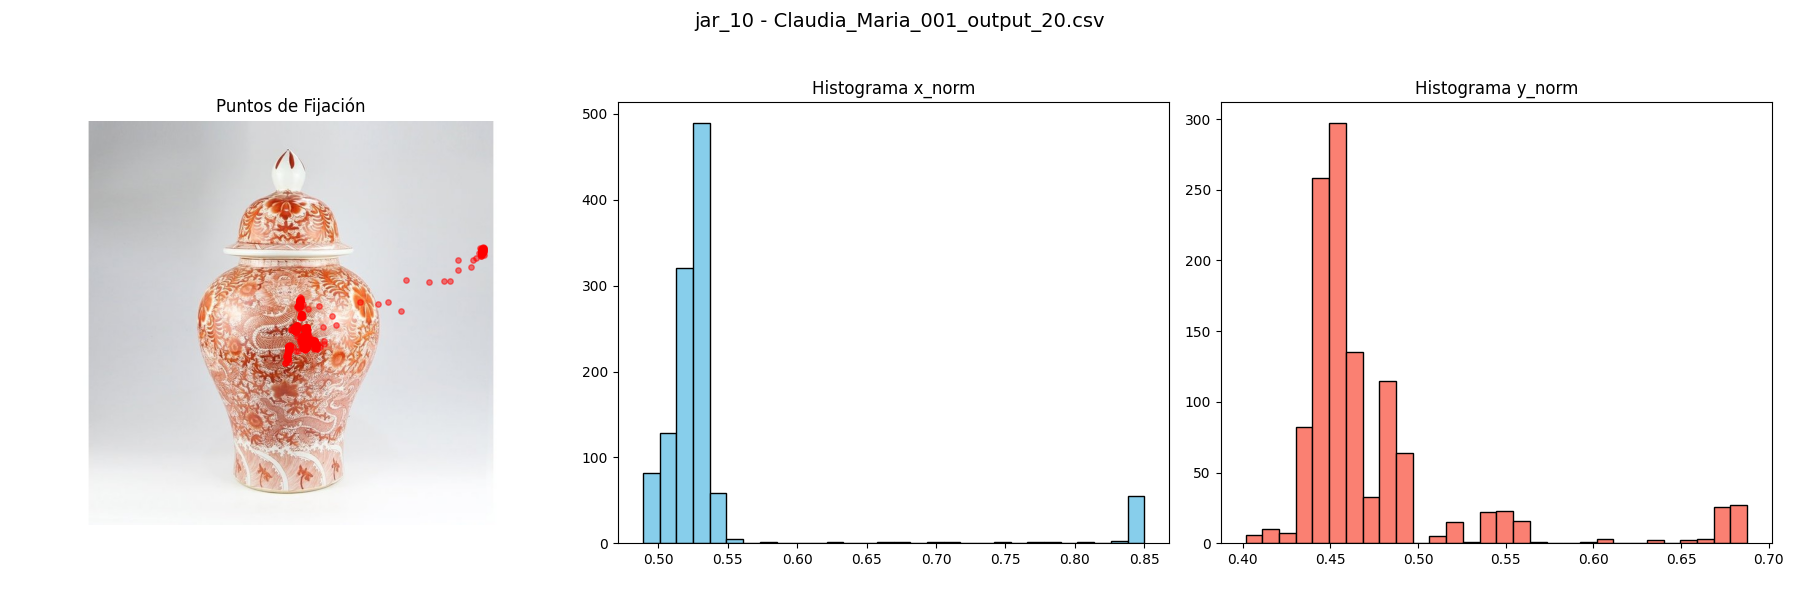 jar_10 - Claudia_Maria_001_output_20.csv
Puntos de Fijación
Histograma x_norm
500
400
300
200
100
0
0.50 0.55 0.60 0.65 0.70 0.75 0.80 0.85
Histograma y_norm
300
250
200
150
100
50
0
0.40 0.45 0.50 0.55 0.60 0.65 0.70